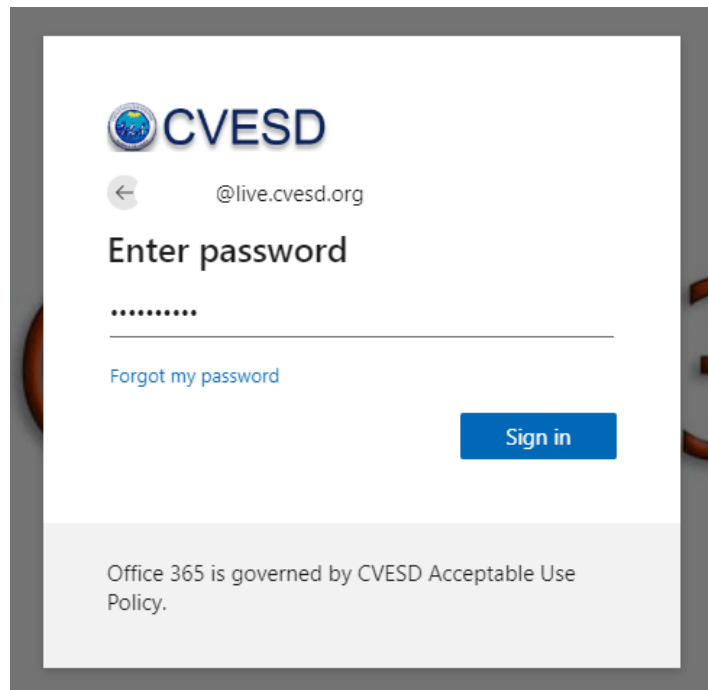 CVESD
@live.cvesd.org
Enter password
••••••••••
Forgot my password
Sign in
Office 365 is governed by CVESD Acceptable Use
Policy.